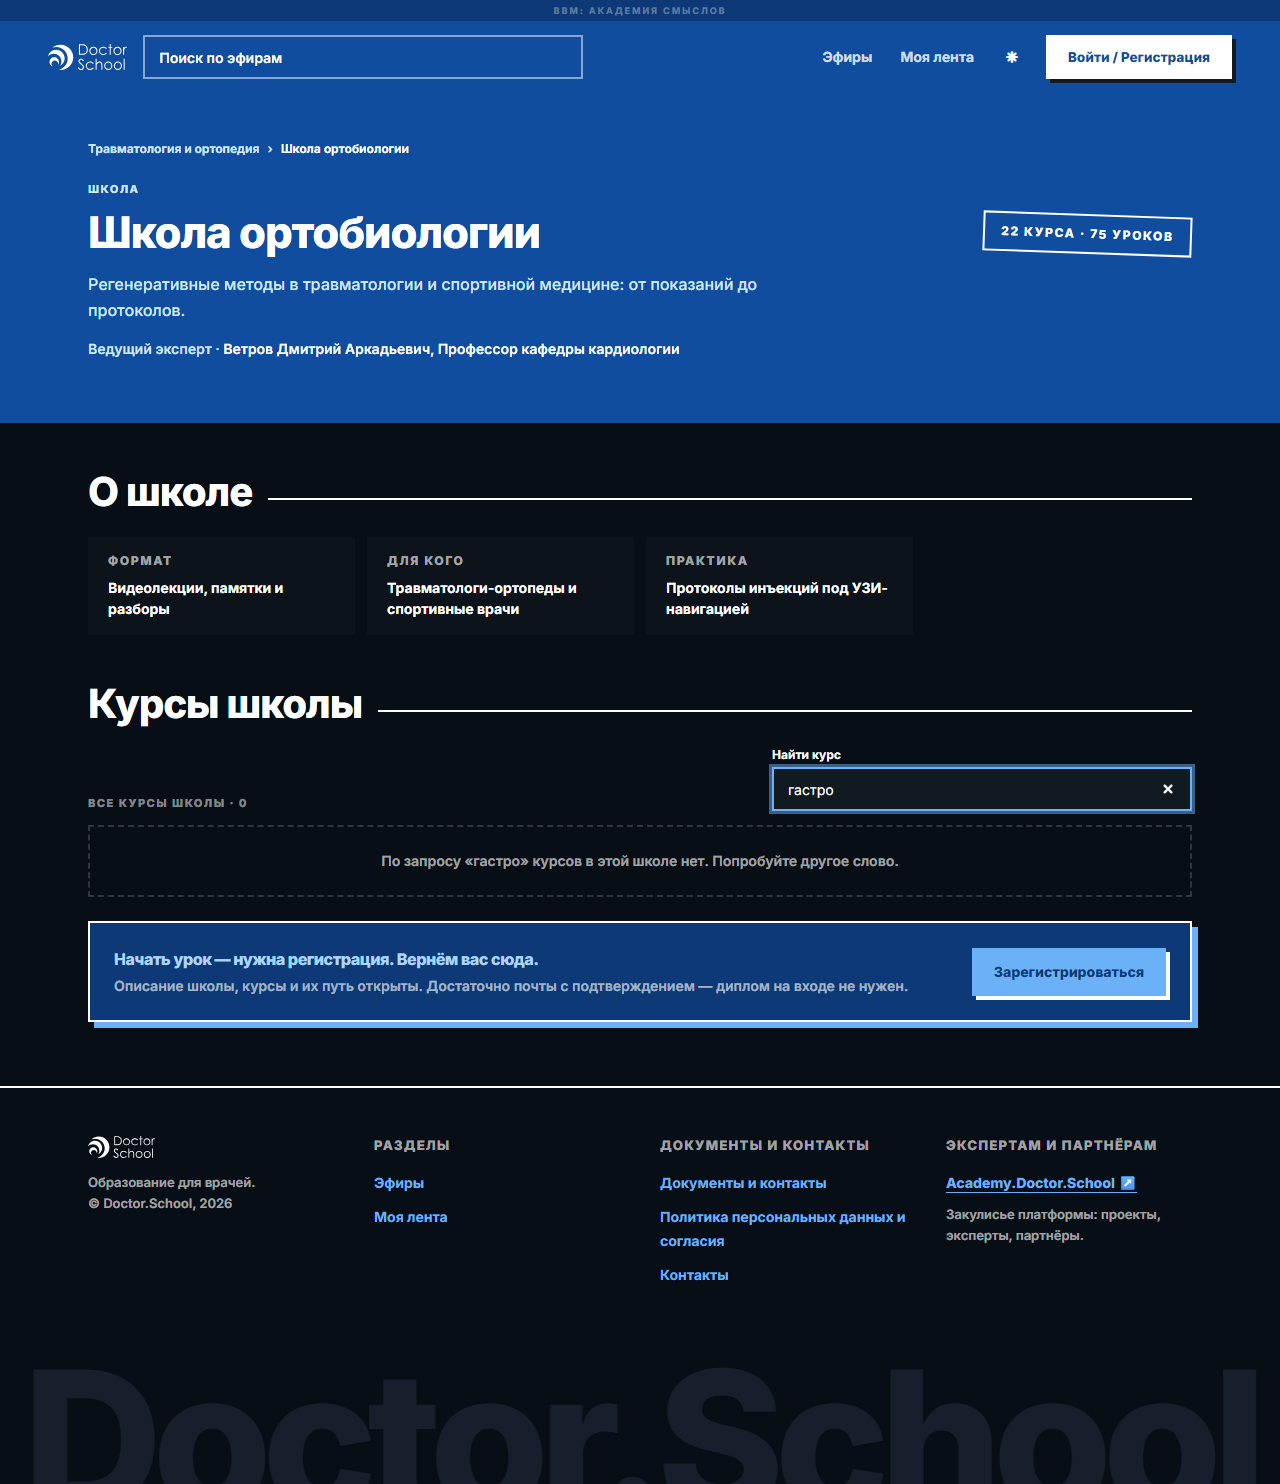 ВВМ: АКАДЕМИЯ СМЫСЛОВ
Doctor
School
Поиск по эфирам
Эфиры
Моя лента
Войти / Регистрация
Травматология и ортопедия › Школа ортобиологии
ШКОЛА
Школа ортобиологии
22 КУРСА · 75 УРОКОВ
Регенеративные методы в травматологии и спортивной медицине: от показаний до
протоколов.
Ведущий эксперт · Ветров Дмитрий Аркадьевич, Профессор кафедры кардиологии
О школе
ФОРМАТ
Видеолекции, памятки и
разборы
ДЛЯ КОГО
Травматологи-ортопеды и
спортивные врачи
ПРАКТИКА
Протоколы инъекций под УЗИ-
навигацией
Курсы школы
Найти курс
гастро
ВСЕ КУРСЫ ШКОЛЫ · 0
По запросу «гастро» курсов в этой школе нет. Попробуйте другое слово.
Начать урок — нужна регистрация. Вернём вас сюда.
Описание школы, курсы и их путь открыты. Достаточно почты с подтверждением — диплом на входе не нужен.
Зарегистрироваться
Doctor
School
Образование для врачей.
© Doctor.School, 2026
РАЗДЕЛЫ
Эфиры
Моя лента
ДОКУМЕНТЫ И КОНТАКТЫ
Документы и контакты
Политика персональных данных и
согласия
Контакты
ЭКСПЕРТАМ И ПАРТНЁРАМ
Academy.Doctor.School
Закулисье платформы: проекты,
эксперты, партнёры.
Doctor.School